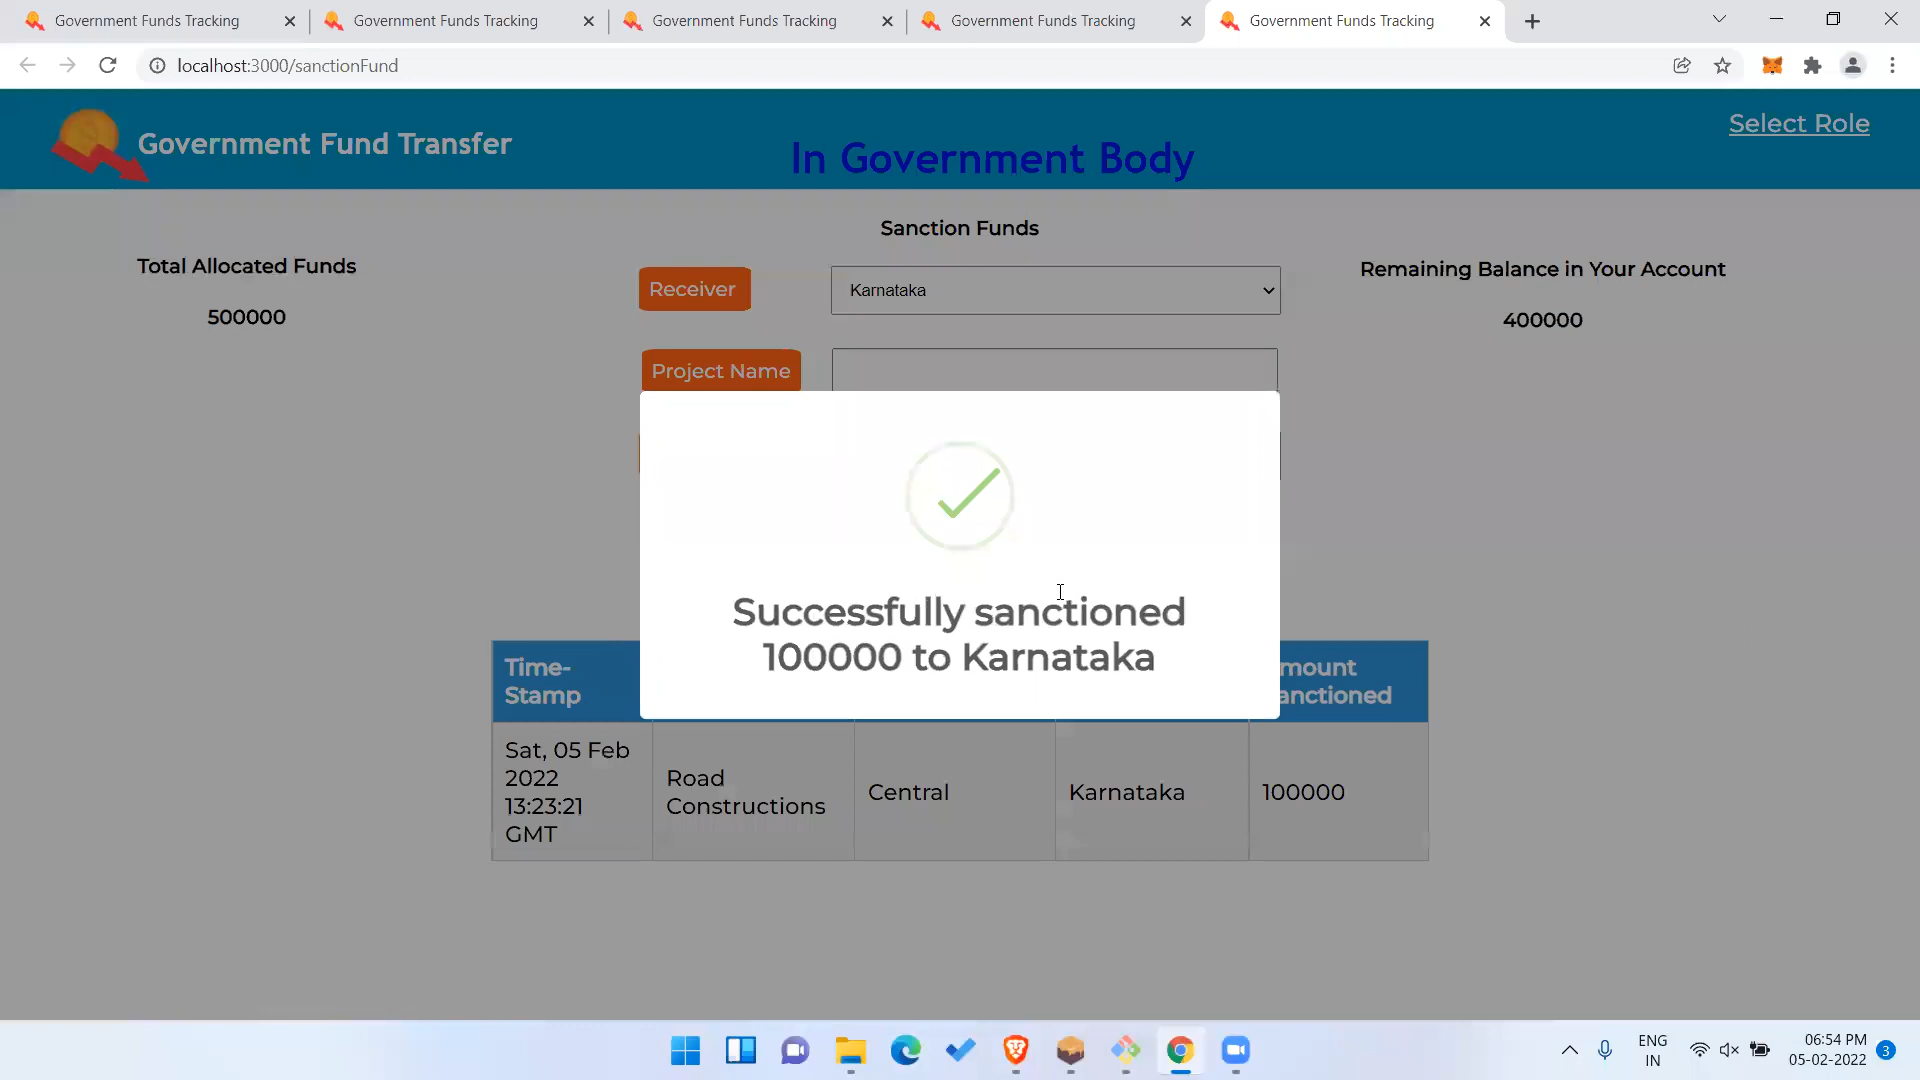 Government Funds Tracking
Government Funds Tracking
Government Funds Tracking
Government Funds Tracking
Government Funds Tracking
localhost:3000/sanctionFund
Government Fund Transfer
In Government Body
Select Role
Sanction Funds
Total Allocated Funds
500000
Receiver
Karnataka
Remaining Balance in Your Account
400000
Project Name
Successfully sanctioned
100000 to Karnataka
Time-
Stamp
mount
anctioned
Sat, 05 Feb
2022
13:23:21
GMT
Road
Constructions
Central
Karnataka
100000
ENG
IN
06:54 PM
05-02-2022
3